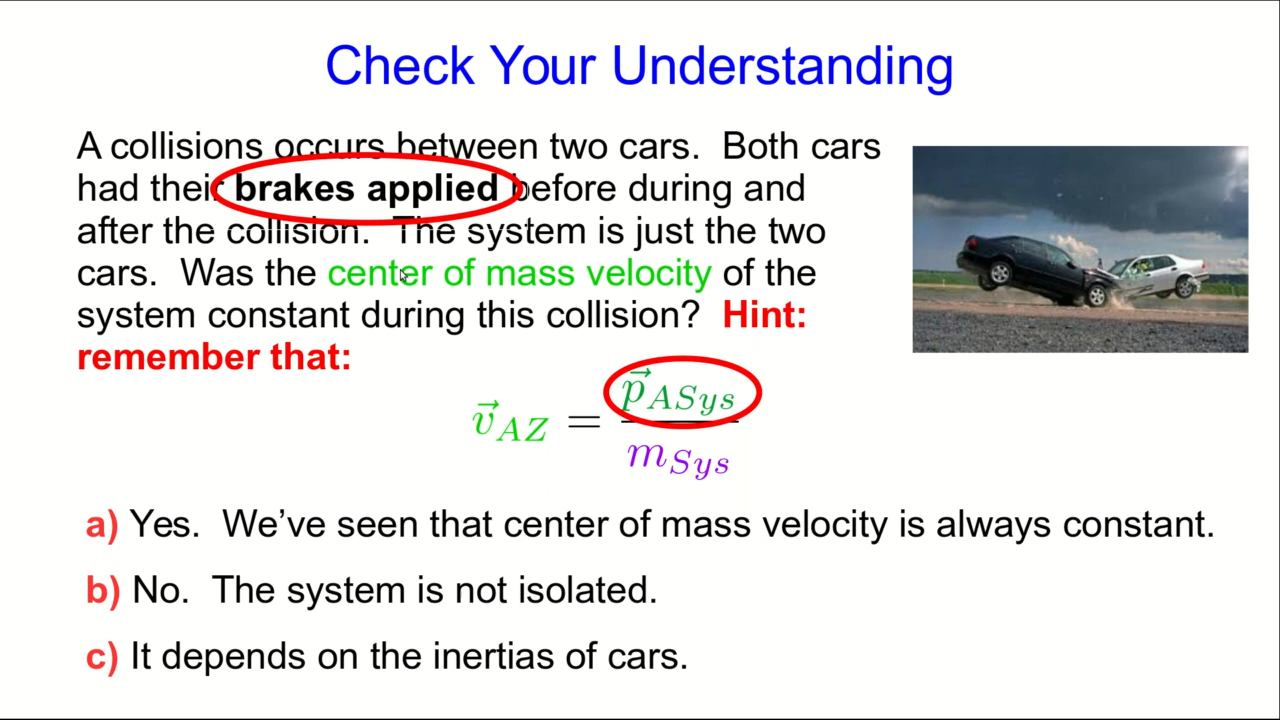 Check Your Understanding
A collisions occurs between two cars.  Both cars
had their brakes applied before during and
after the collision.  The system is just the two
cars.  Was the center of mass velocity of the
system constant during this collision?  Hint:
remember that:
v⃗_AZ = p⃗_ASys / m_Sys
a) Yes.  We’ve seen that center of mass velocity is always constant.
b) No.  The system is not isolated.
c) It depends on the inertias of cars.